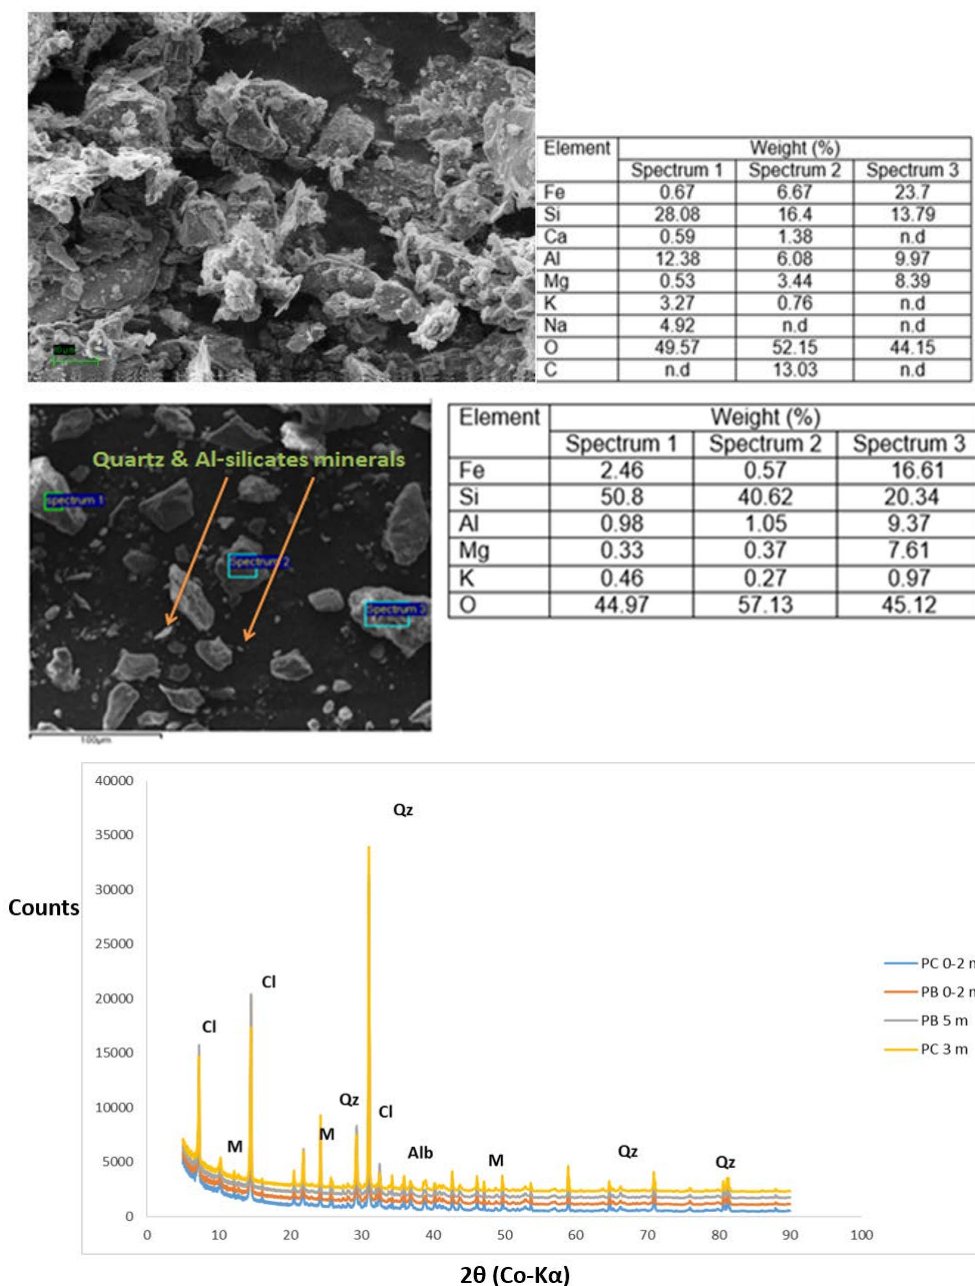 Element Weight (%)
Spectrum 1 Spectrum 2 Spectrum 3
Fe 0.67 6.67 23.7
Si 28.08 16.4 13.79
Ca 0.59 1.38 n.d
Al 12.38 6.08 9.97
Mg 0.53 3.44 8.39
K 3.27 0.76 n.d
Na 4.92 n.d n.d
O 49.57 52.15 44.15
C n.d 13.03 n.d
Quartz & Al-silicates minerals
spectrum 1
Spectrum 2
Spectrum 3
100µm
Element Weight (%)
Spectrum 1 Spectrum 2 Spectrum 3
Fe 2.46 0.57 16.61
Si 50.8 40.62 20.34
Al 0.98 1.05 9.37
Mg 0.33 0.37 7.61
K 0.46 0.27 0.97
O 44.97 57.13 45.12
40000
35000
30000
25000
20000
15000
10000
5000
0
Counts
Qz
Cl
Cl
Qz
Cl
M
M
Alb
M
Qz
Qz
0 10 20 30 40 50 60 70 80 90 100
2θ (Co-Kα)
PC 0-2 
PB 0-2 
PB 5 m
PC 3 m